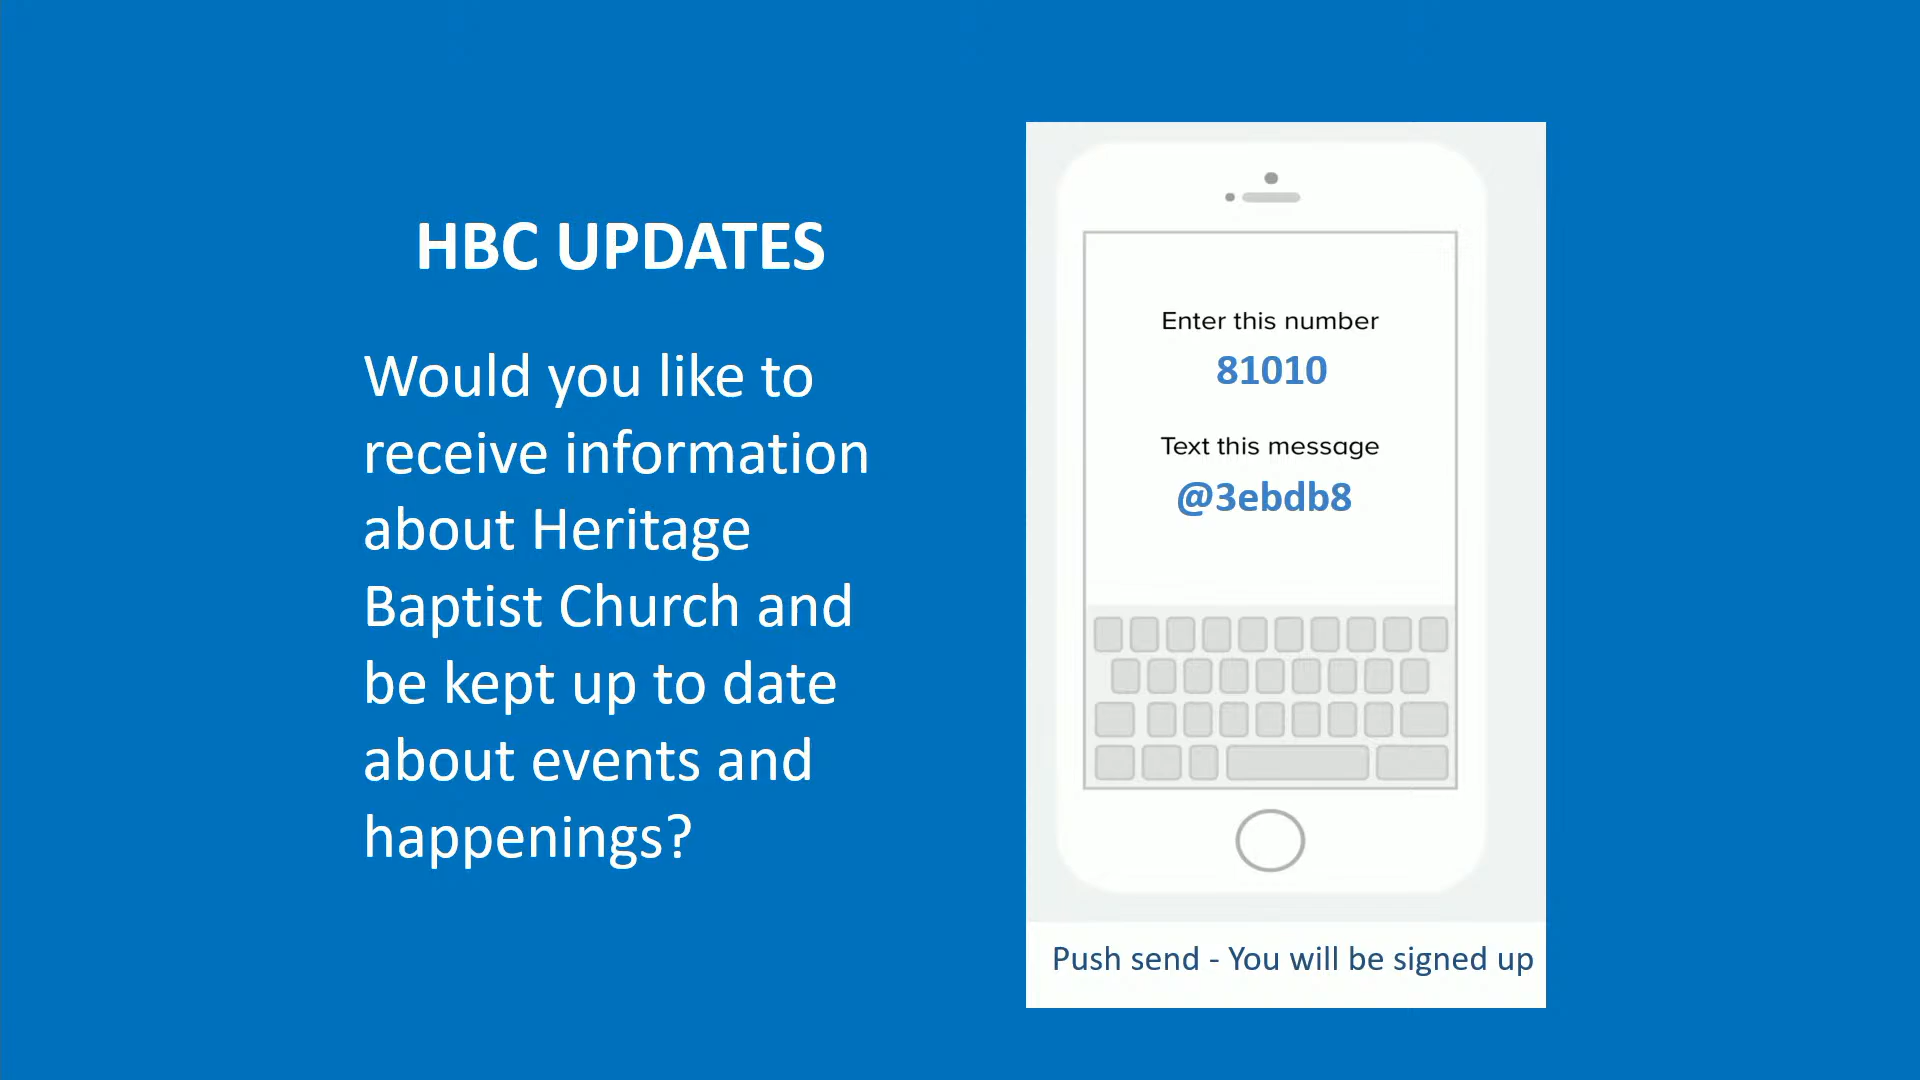 HBC UPDATES
Would you like to
receive information
about Heritage
Baptist Church and
be kept up to date
about events and
happenings?
Enter this number
81010
Text this message
@3ebdb8
Push send - You will be signed up